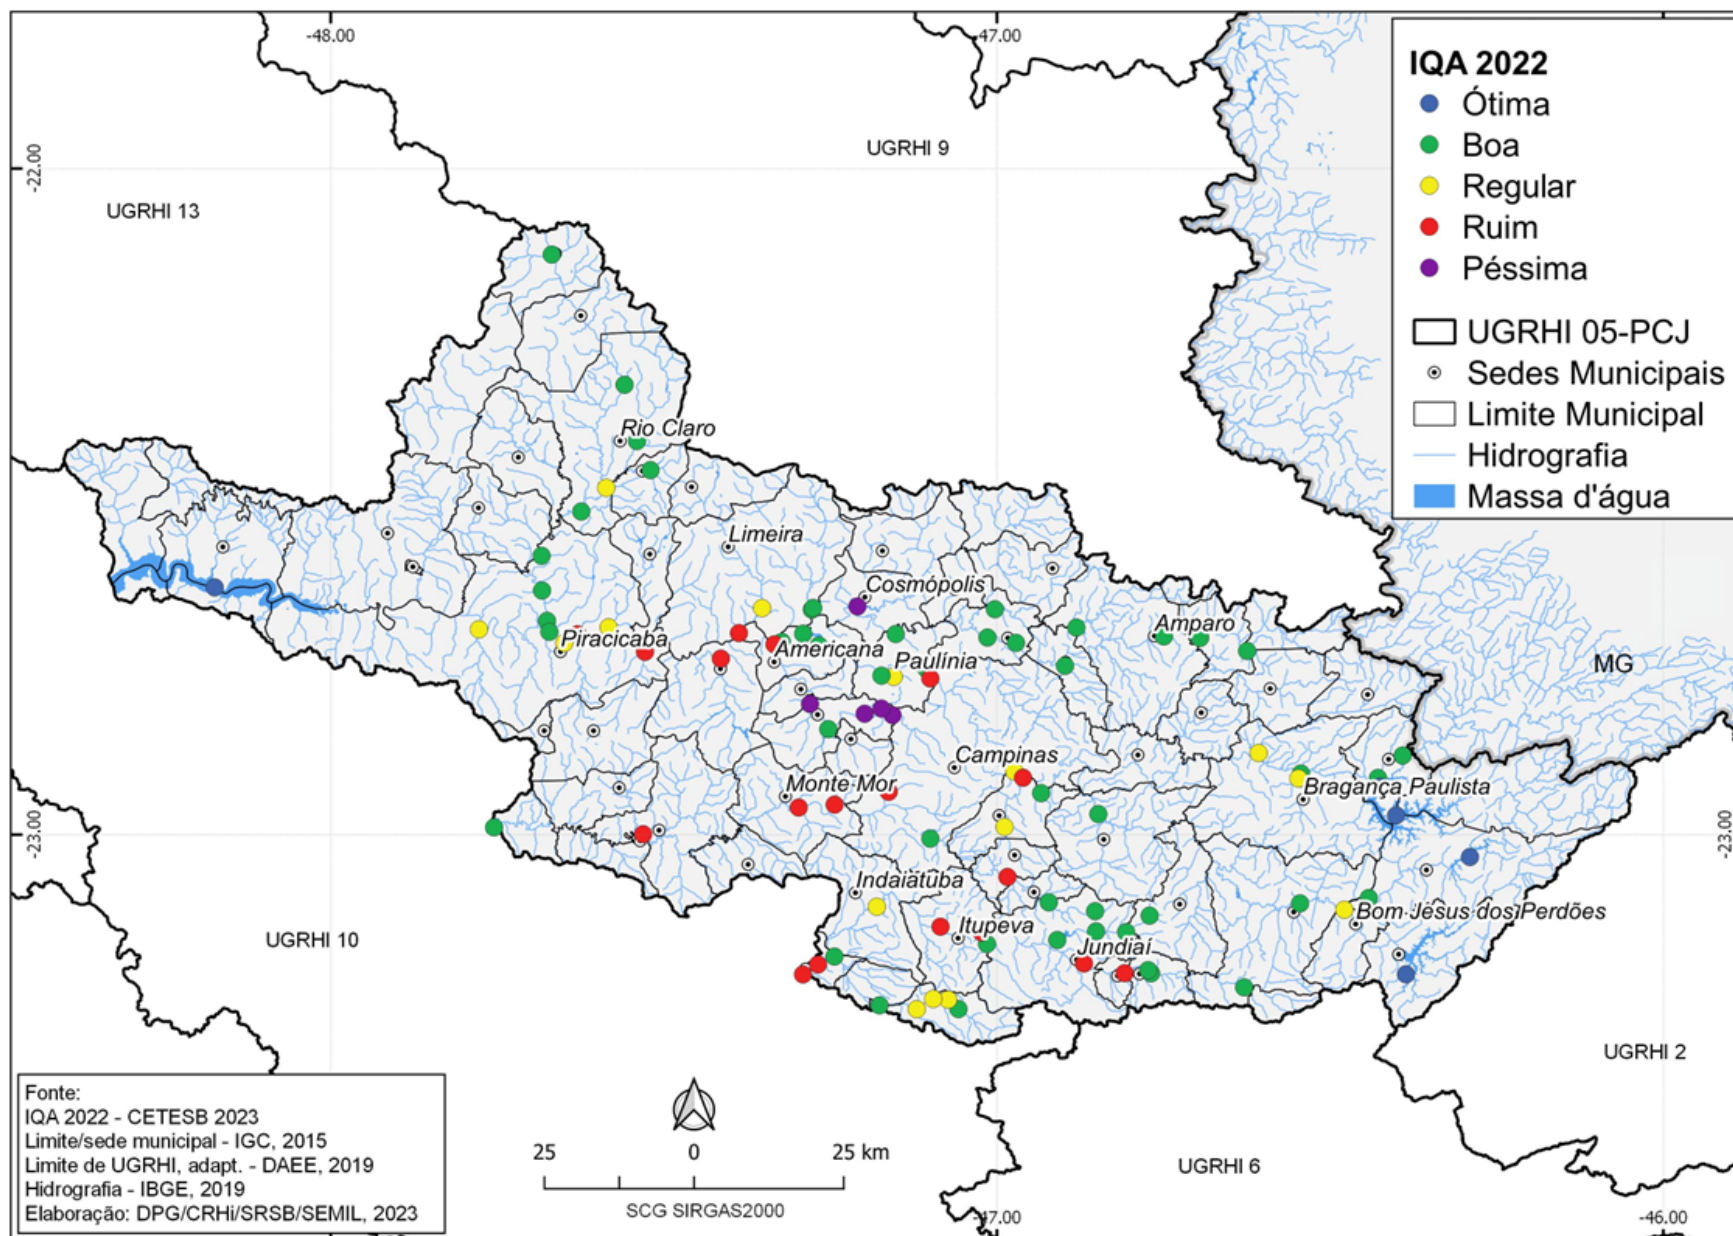 -48.00
-47.00
-22.00
UGRHI 9
UGRHI 13
IQA 2022
Ótima
Boa
Regular
Ruim
Péssima
UGRHI 05-PCJ
Sedes Municipais
Limite Municipal
Hidrografia
Massa d'água
Rio Claro
Limeira
Cosmópolis
Amparo
Piracicaba
Americana
Paulínia
MG
Campinas
Monte Mor
Bragança Paulista
-23.00
-23.00
Indaiatuba
Itupeva
Bom Jesus dos Perdões
Jundiaí
UGRHI 10
UGRHI 2
UGRHI 6
Fonte:
IQA 2022 - CETESB 2023
Limite/sede municipal - IGC, 2015
Limite de UGRHI, adapt. - DAEE, 2019
Hidrografia - IBGE, 2019
Elaboração: DPG/CRHi/SRSB/SEMIL, 2023
25 0 25 km
SCG SIRGAS2000
-47.00
-46.00